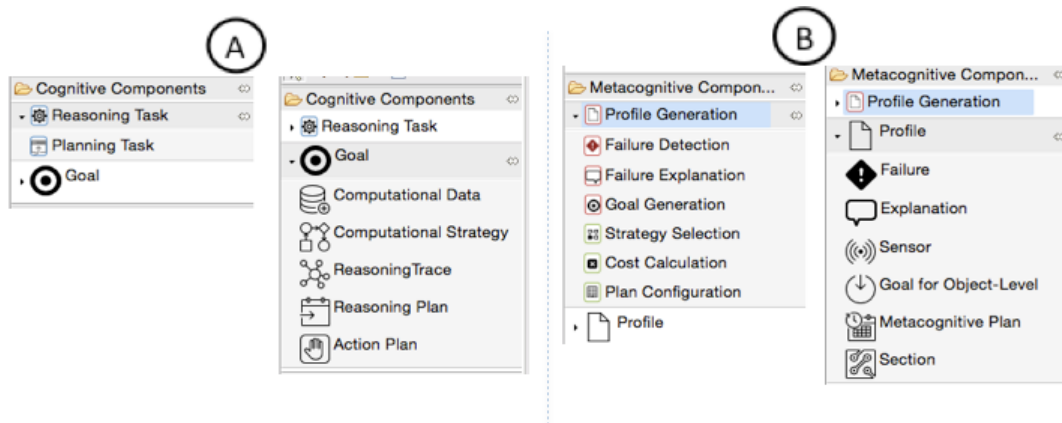 A
Cognitive Components
Reasoning Task
Planning Task
Goal
Cognitive Components
Reasoning Task
Goal
Computational Data
Computational Strategy
ReasoningTrace
Reasoning Plan
Action Plan
B
Metacognitive Compon...
Profile Generation
Failure Detection
Failure Explanation
Goal Generation
Strategy Selection
Cost Calculation
Plan Configuration
Profile
Metacognitive Compon...
Profile Generation
Profile
Failure
Explanation
Sensor
Goal for Object-Level
Metacognitive Plan
Section